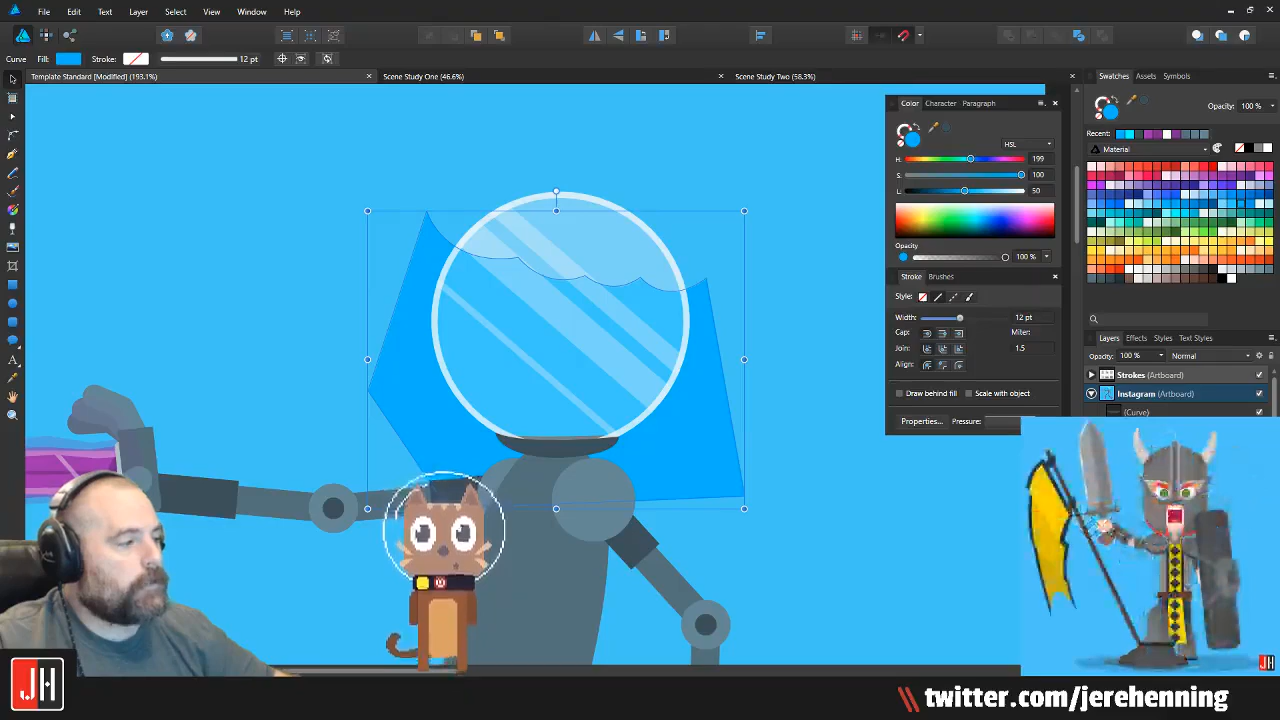 File Edit Text Layer Select View Window Help
Curve Fill: Stroke: 12 pt
Template Standard [Modified] (193.1%) Scene Study One (46.6%) Scene Study Two (58.3%)
Color Character Paragraph
HSL
H: 199
S: 100
L: 50
Opacity
100 %
Stroke Brushes
Style:
Width: 12 pt
Cap: Miter:
Join: 1.5
Align:
Draw behind fill Scale with object
Properties... Pressure:
Swatches Assets Symbols
Opacity: 100 %
Recent:
Material
Layers Effects Styles Text Styles
Opacity: 100 % Normal
Strokes (Artboard)
Instagram (Artboard)
(Curve)
JH
JH
twitter.com/jerehenning